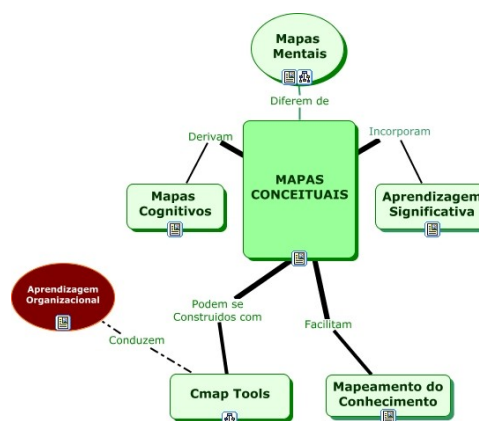 Mapas
Mentais
Diferem de
Derivam
Incorporam
MAPAS
CONCEITUAIS
Mapas
Cognitivos
Aprendizagem
Significativa
Aprendizagem
Organizacional
Podem se
Construidos com
Facilitam
Conduzem
Cmap Tools
Mapeamento do
Conhecimento